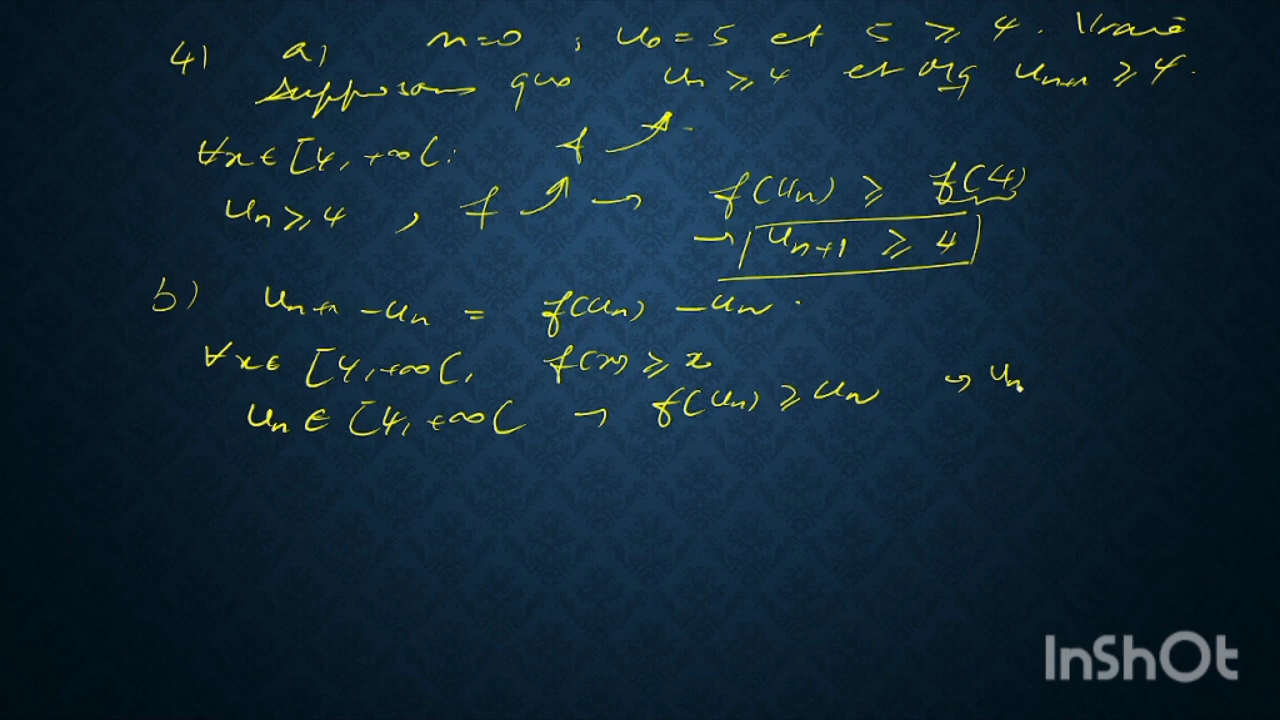 4) a) n=0 ; u₀ = 5 et 5 ⩾ 4. Vraie
Supposons que uₙ ⩾ 4 et mq uₙ₊₁ ⩾ 4.
∀x ∈ [4, +∞[: f ↗
uₙ ⩾ 4 , f ↗ → f(uₙ) ⩾ f(4)
→ uₙ₊₁ ⩾ 4
b) uₙ₊₁ - uₙ = f(uₙ) - uₙ .
∀x ∈ [4, +∞[, f(x) ⩾ x
uₙ ∈ [4, +∞[ → f(uₙ) ⩾ uₙ → uₙ
InShOt